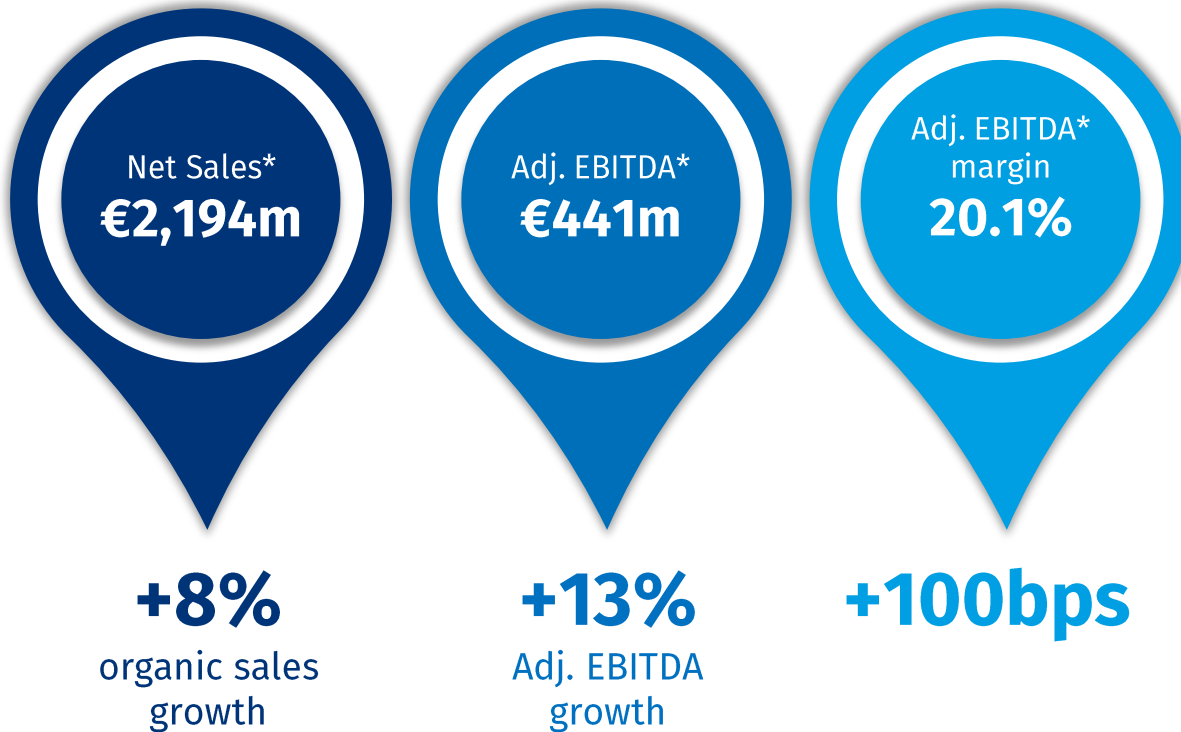 Net Sales*
€2,194m
+8%
organic sales
growth
Adj. EBITDA*
€441m
+13%
Adj. EBITDA
growth
Adj. EBITDA*
margin
20.1%
+100bps